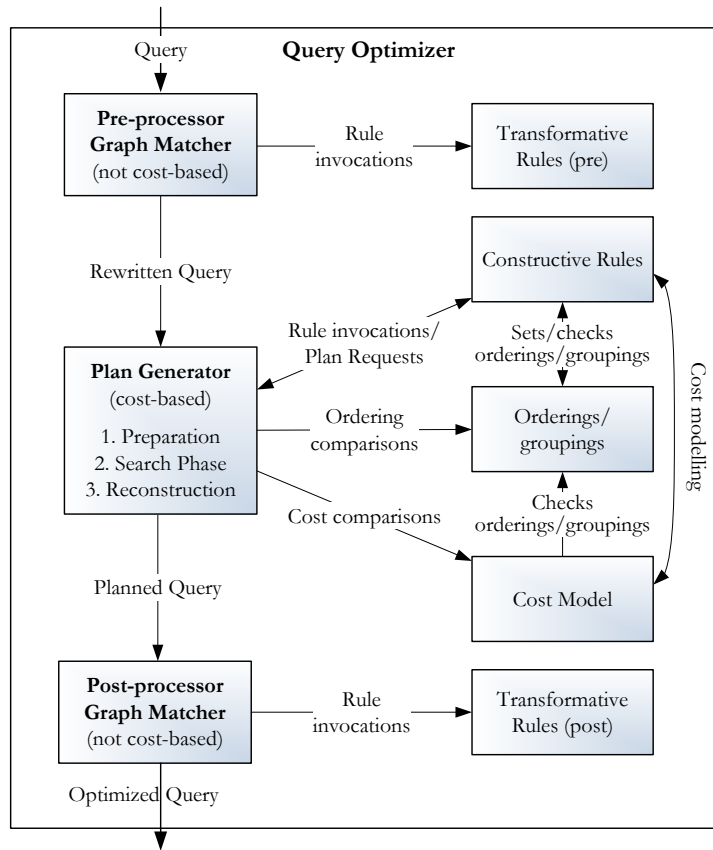 Query Optimizer
Query
Pre-processor
Graph Matcher
(not cost-based)
Rule
invocations
Transformative
Rules (pre)
Rewritten Query
Constructive Rules
Rule invocations/
Plan Requests
Sets/checks
orderings/groupings
Cost modelling
Plan Generator
(cost-based)
1. Preparation
2. Search Phase
3. Reconstruction
Ordering
comparisons
Orderings/
groupings
Cost comparisons
Checks
orderings/groupings
Cost Model
Planned Query
Post-processor
Graph Matcher
(not cost-based)
Rule
invocations
Transformative
Rules (post)
Optimized Query